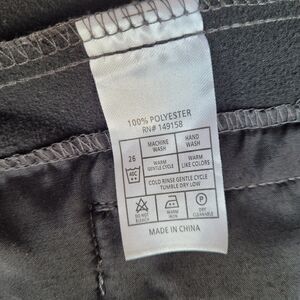 100% POLYESTER
RN# 149158
26
MACHINE WASH
HAND WASH
40C
WARM GENTLE CYCLE
WARM LIKE COLORS
COLD RINSE GENTLE CYCLE
TUMBLE DRY LOW
DO NOT BLEACH
WARM IRON
P
DRY CLEANABLE
MADE IN CHINA